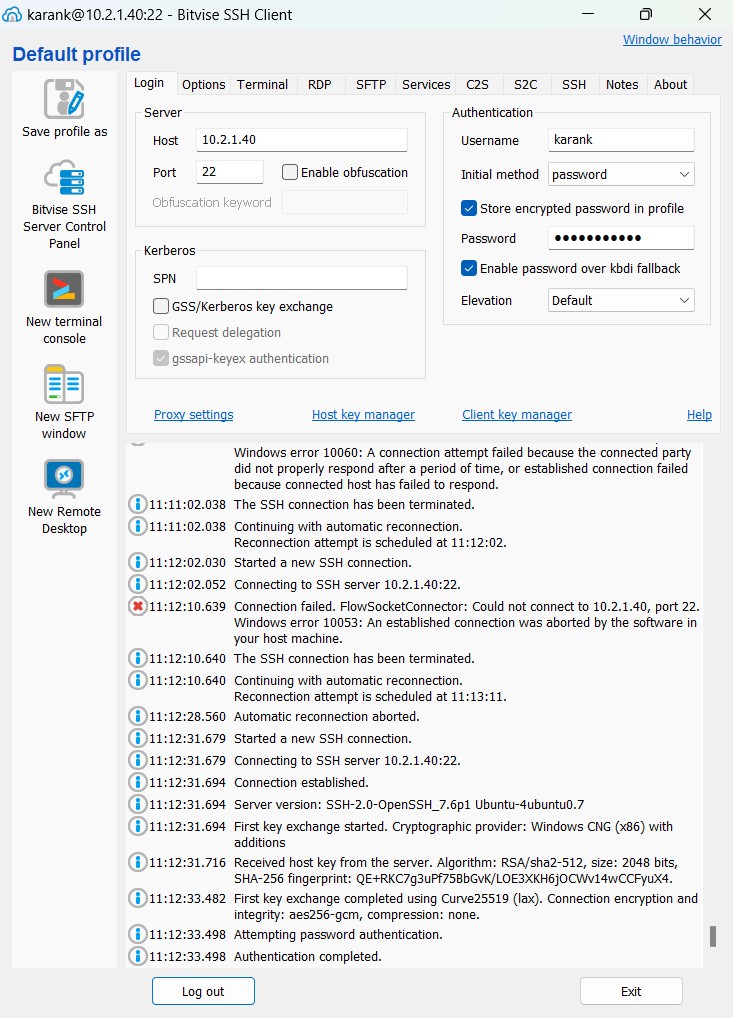 karank@10.2.1.40:22 - Bitvise SSH Client
Window behavior
Default profile
Save profile as
Bitvise SSH
Server Control
Panel
New terminal
console
New SFTP
window
New Remote
Desktop
Login Options Terminal RDP SFTP Services C2S S2C SSH Notes About
Server
Host 10.2.1.40
Port 22 Enable obfuscation
Obfuscation keyword
Kerberos
SPN
GSS/Kerberos key exchange
Request delegation
gssapi-keyex authentication
Authentication
Username karank
Initial method password
Store encrypted password in profile
Password ●●●●●●●●●●●
Enable password over kbdi fallback
Elevation Default
Proxy settings Host key manager Client key manager Help
Windows error 10060: A connection attempt failed because the connected party
did not properly respond after a period of time, or established connection failed
because connected host has failed to respond.
11:11:02.038 The SSH connection has been terminated.
11:11:02.038 Continuing with automatic reconnection.
Reconnection attempt is scheduled at 11:12:02.
11:12:02.030 Started a new SSH connection.
11:12:02.052 Connecting to SSH server 10.2.1.40:22.
11:12:10.639 Connection failed. FlowSocketConnector: Could not connect to 10.2.1.40, port 22.
Windows error 10053: An established connection was aborted by the software in
your host machine.
11:12:10.640 The SSH connection has been terminated.
11:12:10.640 Continuing with automatic reconnection.
Reconnection attempt is scheduled at 11:13:11.
11:12:28.560 Automatic reconnection aborted.
11:12:31.679 Started a new SSH connection.
11:12:31.679 Connecting to SSH server 10.2.1.40:22.
11:12:31.694 Connection established.
11:12:31.694 Server version: SSH-2.0-OpenSSH_7.6p1 Ubuntu-4ubuntu0.7
11:12:31.694 First key exchange started. Cryptographic provider: Windows CNG (x86) with
additions
11:12:31.716 Received host key from the server. Algorithm: RSA/sha2-512, size: 2048 bits,
SHA-256 fingerprint: QE+RKC7g3uPf75BbGvK/LOE3XKH6jOCWv14wCCFyuX4.
11:12:33.482 First key exchange completed using Curve25519 (lax). Connection encryption and
integrity: aes256-gcm, compression: none.
11:12:33.498 Attempting password authentication.
11:12:33.498 Authentication completed.
Log out Exit